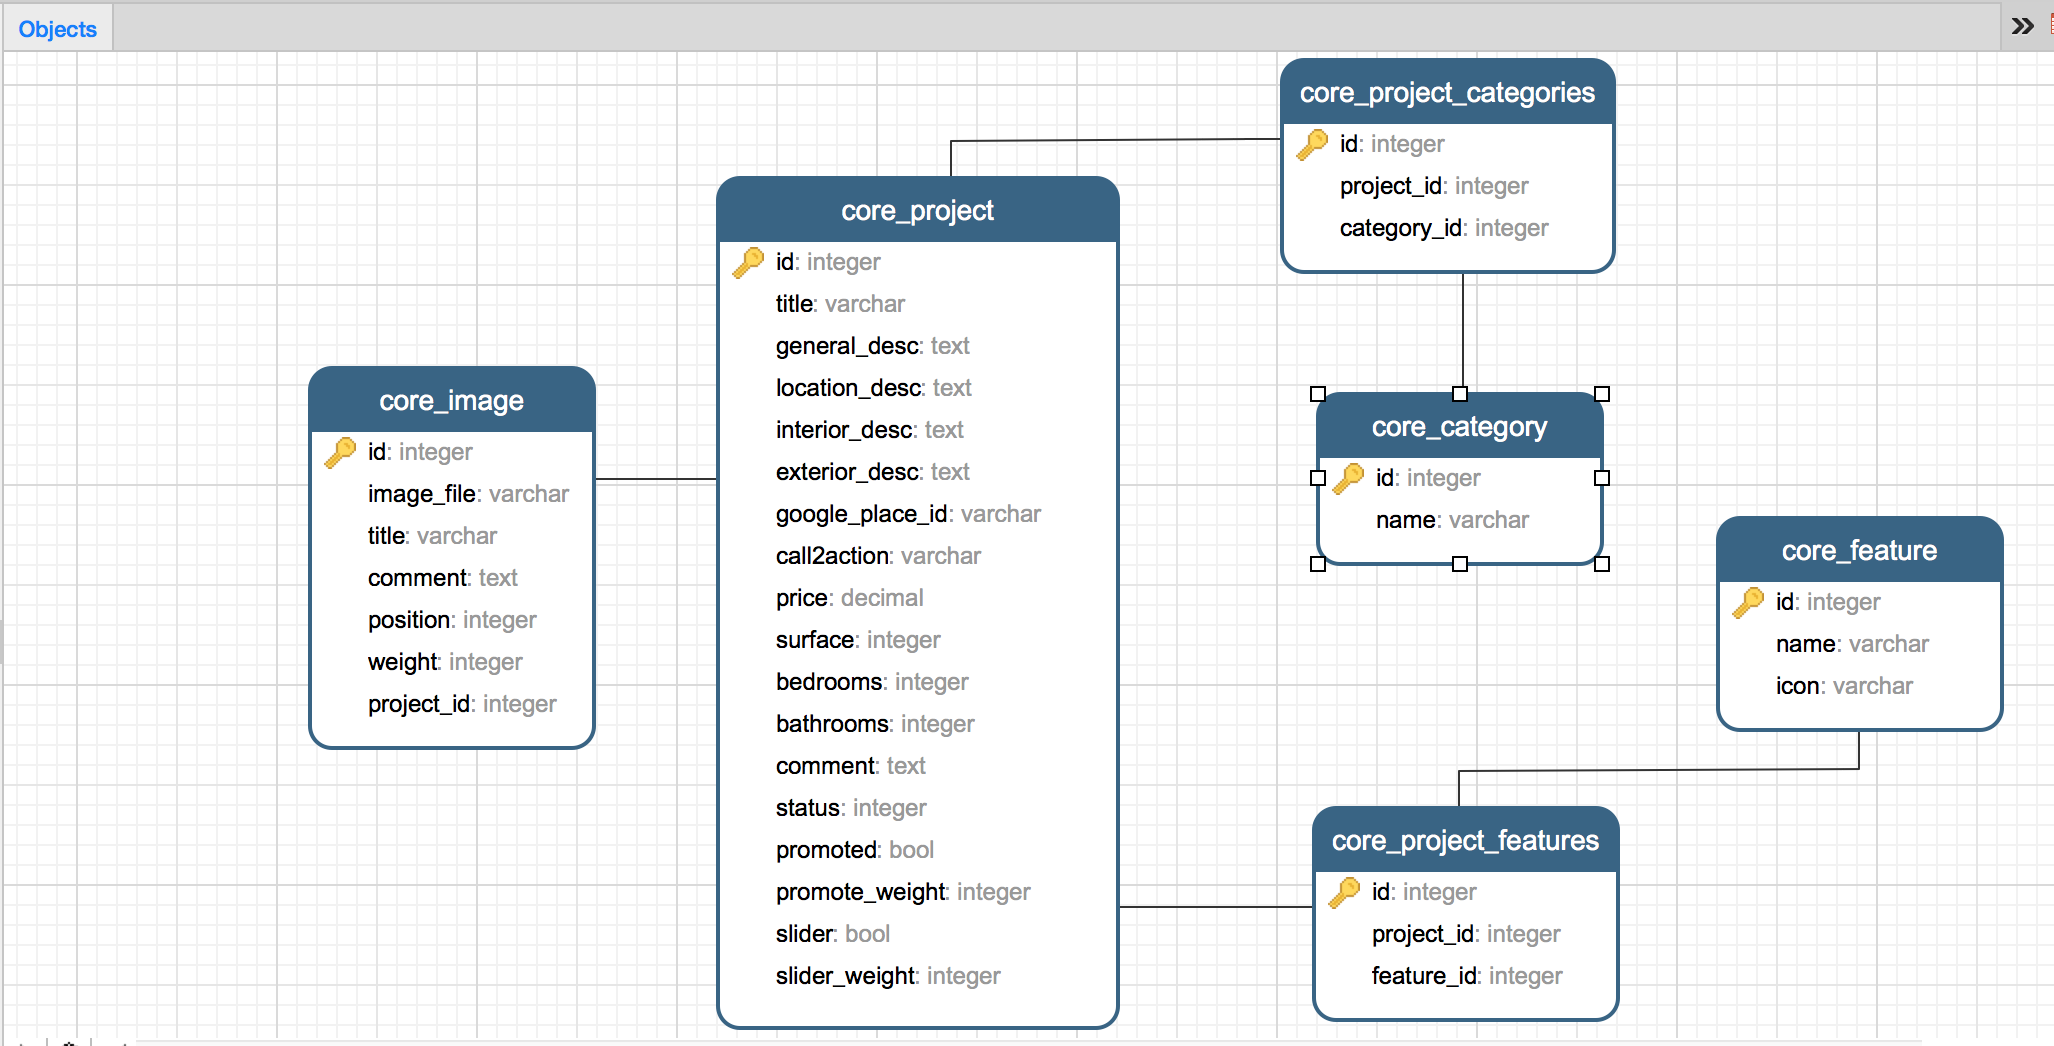 Objects
core_project_categories
id: integer
project_id: integer
category_id: integer
core_project
id: integer
title: varchar
general_desc: text
location_desc: text
interior_desc: text
exterior_desc: text
google_place_id: varchar
call2action: varchar
price: decimal
surface: integer
bedrooms: integer
bathrooms: integer
comment: text
status: integer
promoted: bool
promote_weight: integer
slider: bool
slider_weight: integer
core_image
id: integer
image_file: varchar
title: varchar
comment: text
position: integer
weight: integer
project_id: integer
core_category
id: integer
name: varchar
core_feature
id: integer
name: varchar
icon: varchar
core_project_features
id: integer
project_id: integer
feature_id: integer